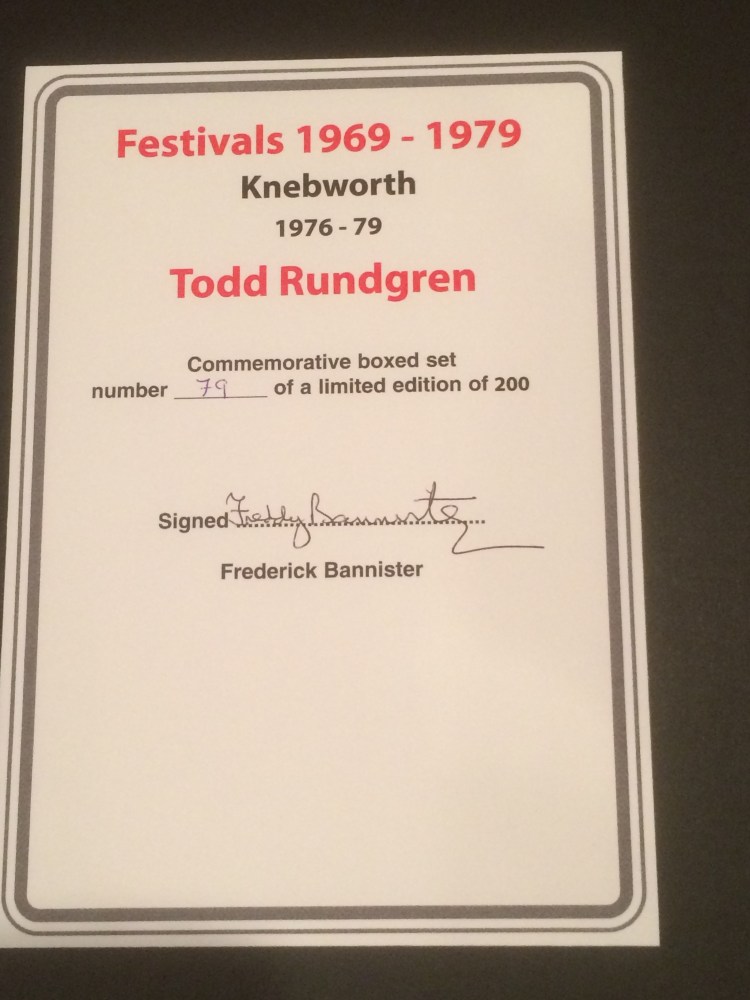 Festivals 1969 - 1979
Knebworth
1976 - 79
Todd Rundgren
Commemorative boxed set
number 79 of a limited edition of 200
Signed Freddy Bannister
Frederick Bannister